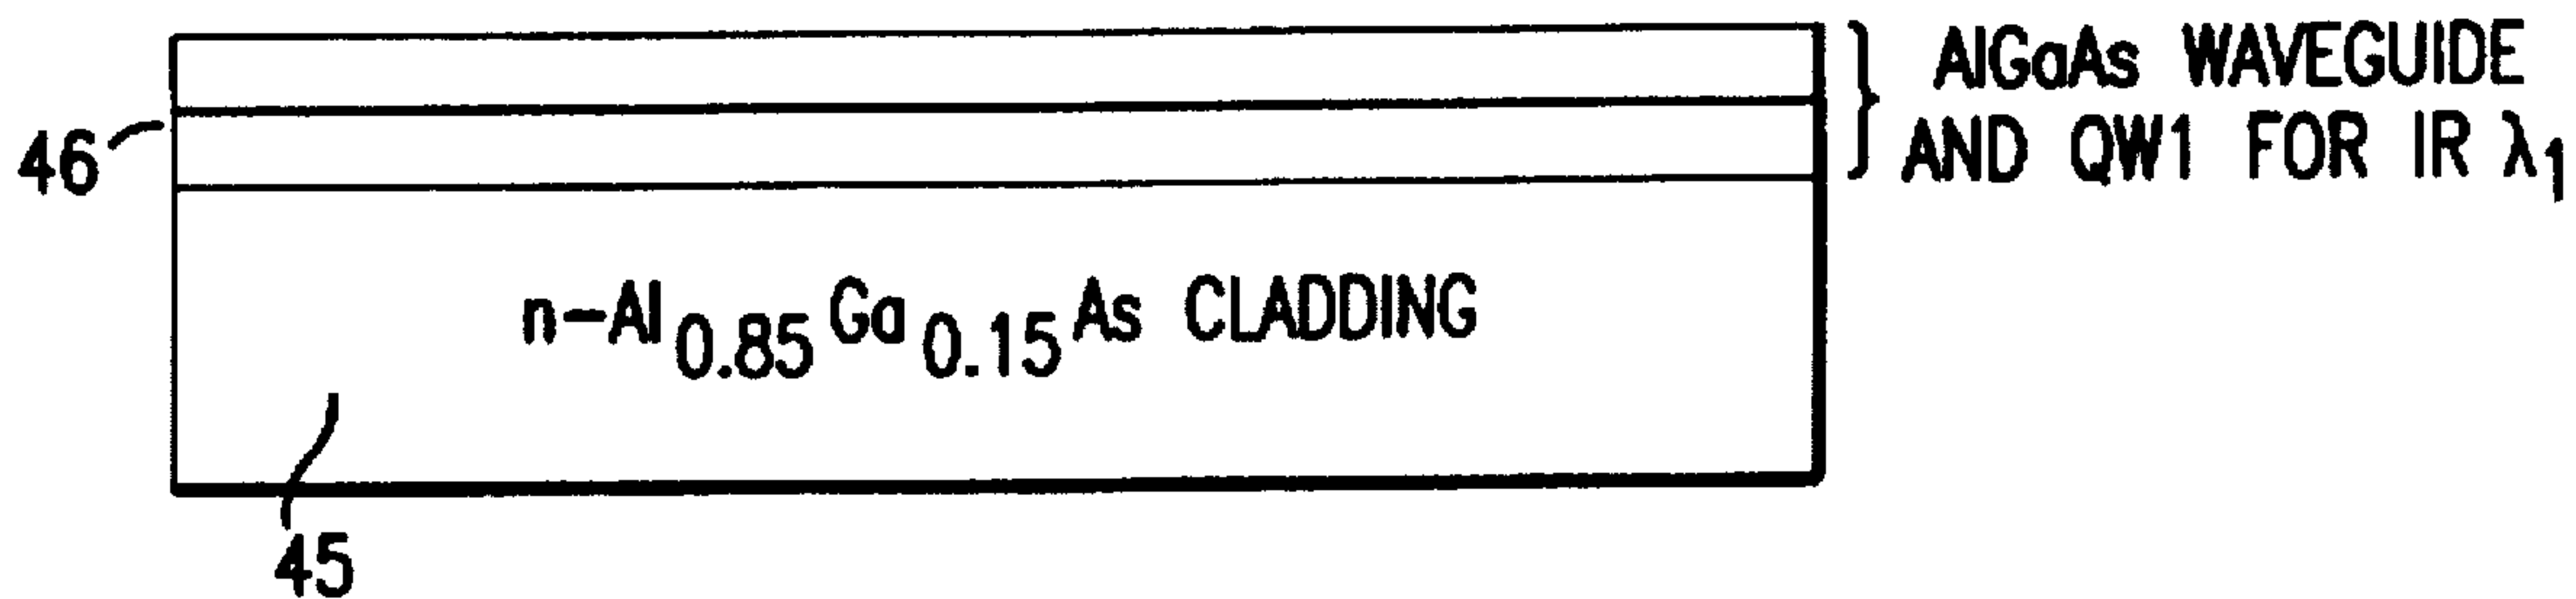 AlGaAs WAVEGUIDE
AND QW1 FOR IR λ1
46
n-Al0.85Ga0.15As CLADDING
45